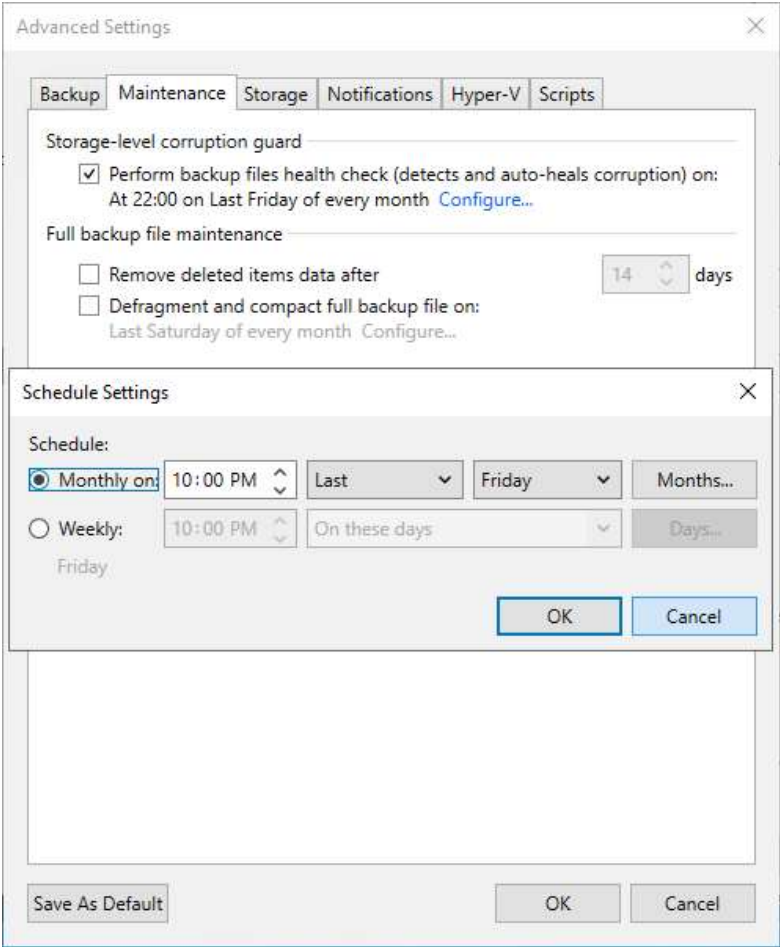 Advanced Settings
Backup Maintenance Storage Notifications Hyper-V Scripts
Storage-level corruption guard
Perform backup files health check (detects and auto-heals corruption) on:
At 22:00 on Last Friday of every month Configure...
Full backup file maintenance
Remove deleted items data after 14 days
Defragment and compact full backup file on:
Last Saturday of every month Configure...
Schedule Settings
Schedule:
Monthly on: 10:00 PM Last Friday Months...
Weekly: 10:00 PM On these days Days...
Friday
OK Cancel
Save As Default OK Cancel